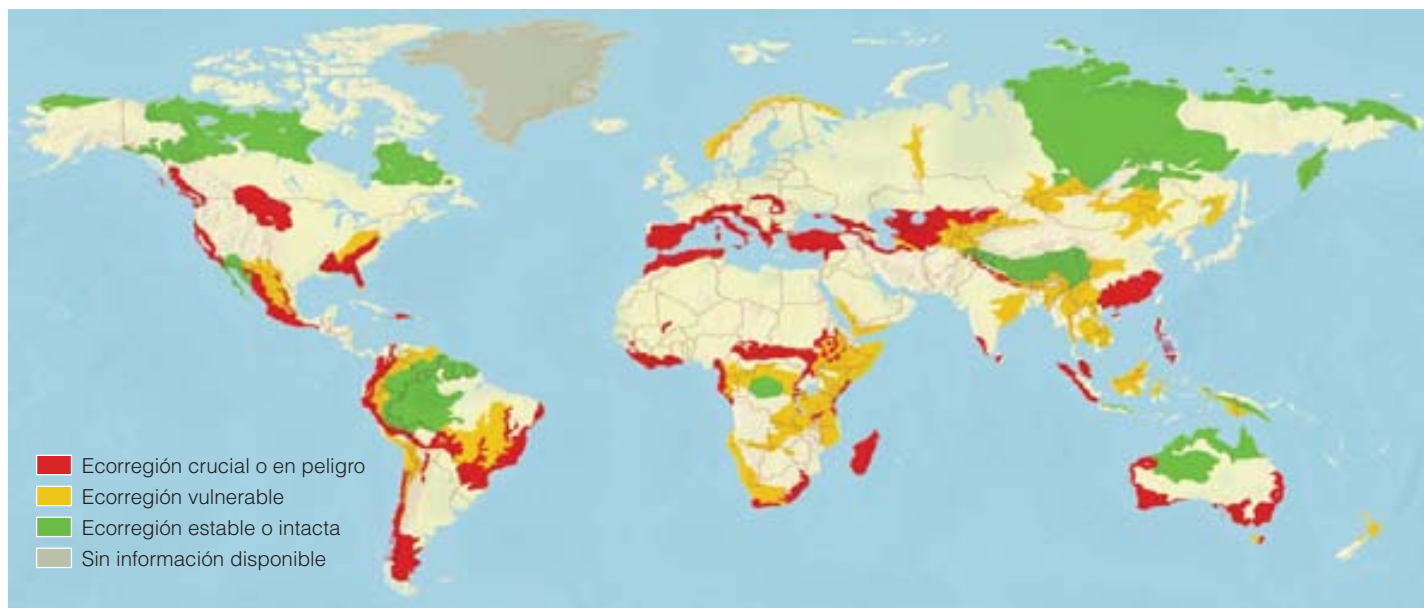 Ecorregión crucial o en peligro
Ecorregión vulnerable
Ecorregión estable o intacta
Sin información disponible